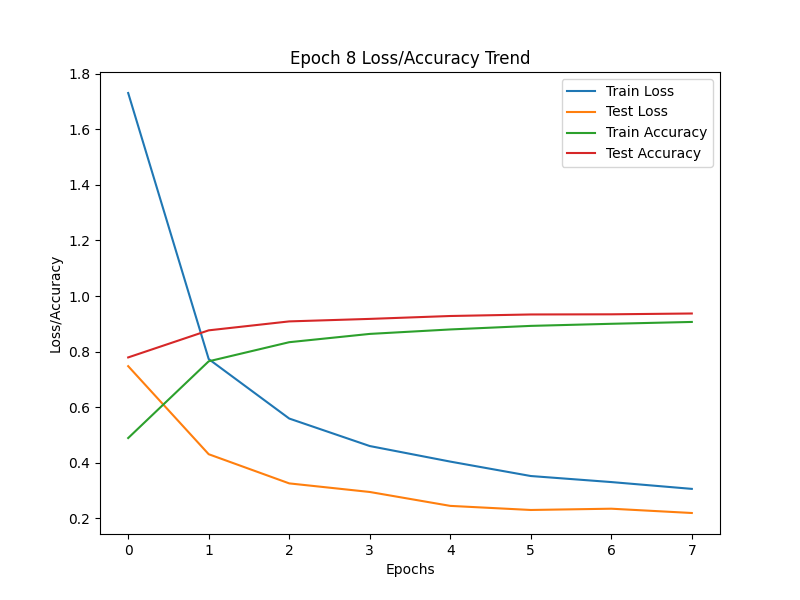 Epoch 8 Loss/Accuracy Trend
Train Loss
Test Loss
Train Accuracy
Test Accuracy
Loss/Accuracy
1.8
1.6
1.4
1.2
1.0
0.8
0.6
0.4
0.2
0 1 2 3 4 5 6 7
Epochs